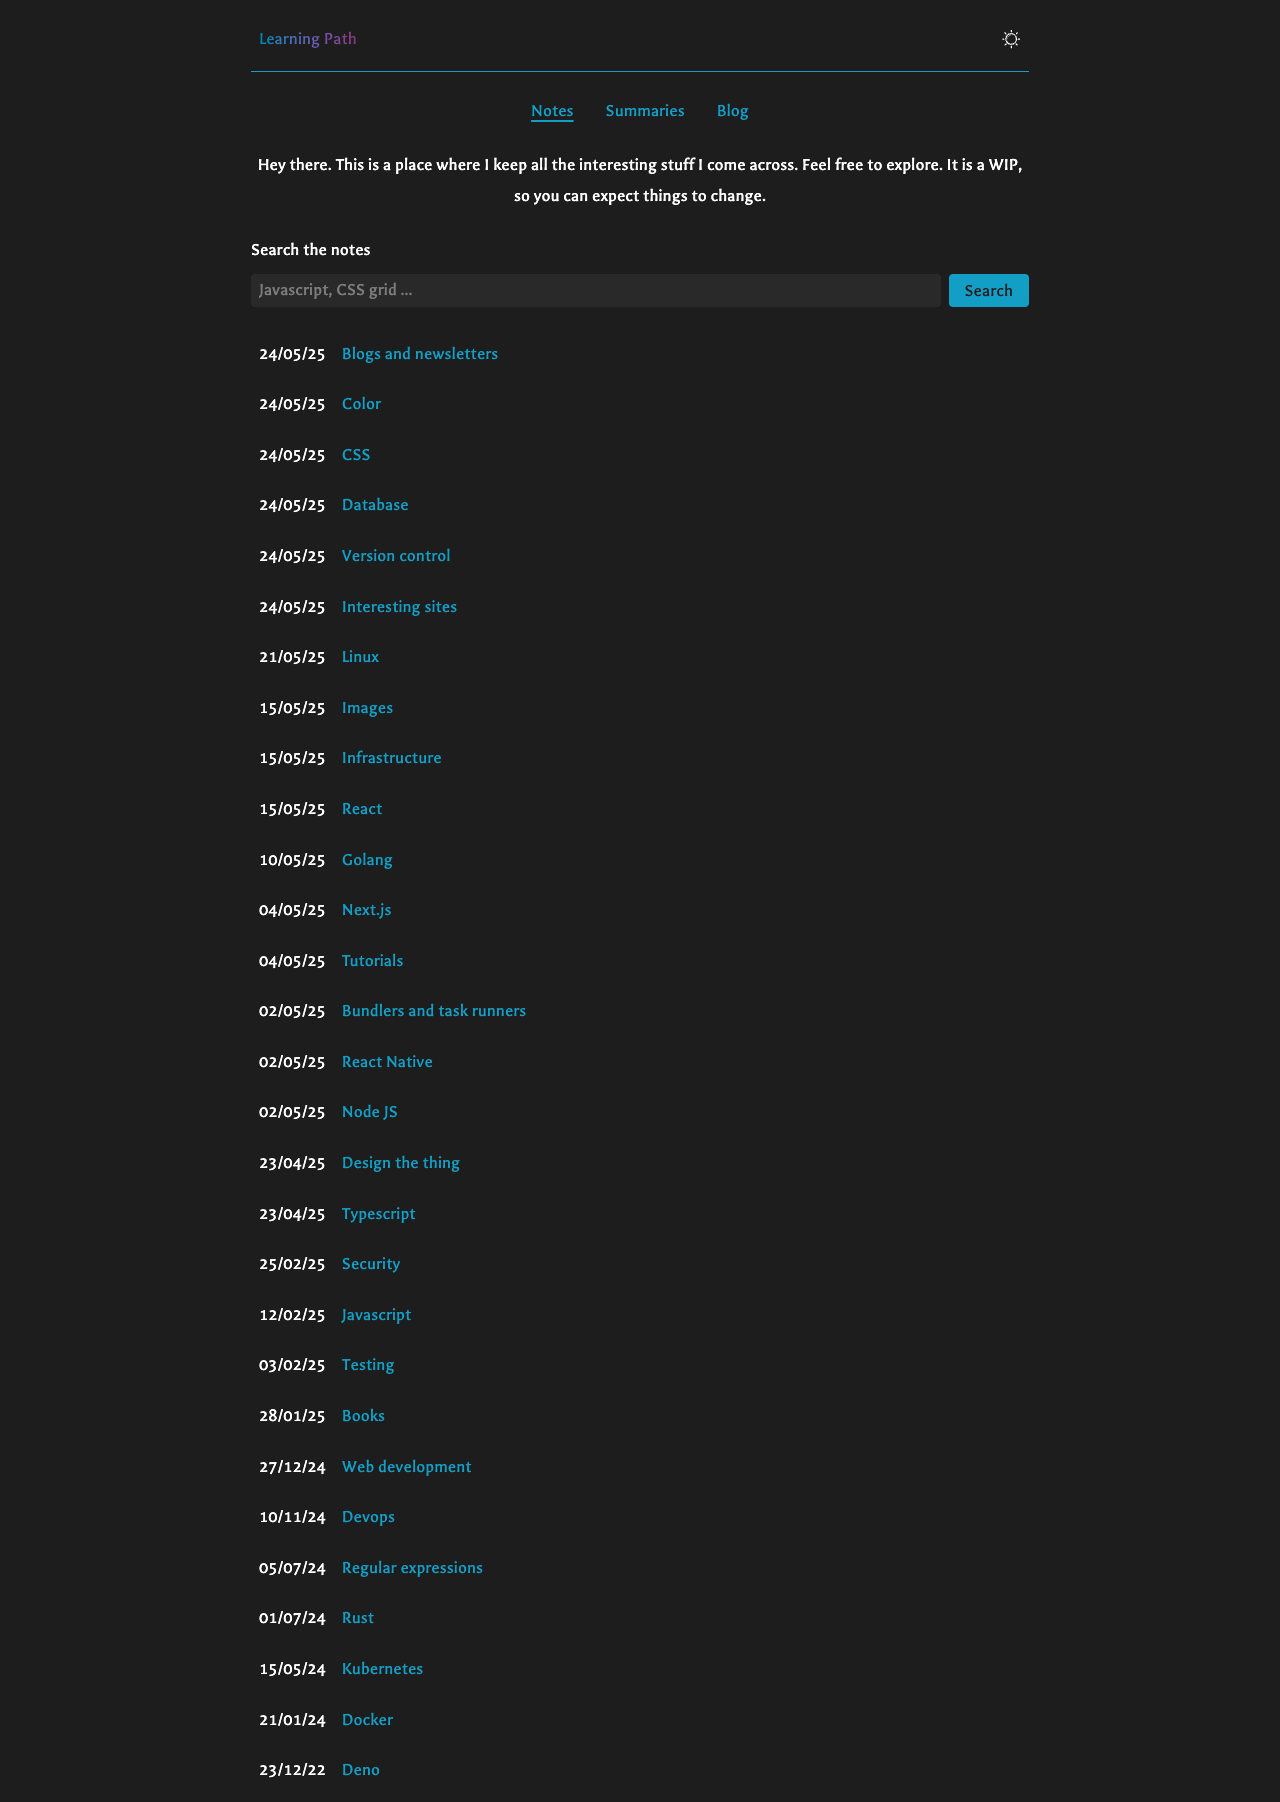 Learning Path
Notes Summaries Blog
Hey there. This is a place where I keep all the interesting stuff I come across. Feel free to explore. It is a WIP,
so you can expect things to change.
Search the notes
Javascript, CSS grid ... Search
24/05/25 Blogs and newsletters
24/05/25 Color
24/05/25 CSS
24/05/25 Database
24/05/25 Version control
24/05/25 Interesting sites
21/05/25 Linux
15/05/25 Images
15/05/25 Infrastructure
15/05/25 React
10/05/25 Golang
04/05/25 Next.js
04/05/25 Tutorials
02/05/25 Bundlers and task runners
02/05/25 React Native
02/05/25 Node JS
23/04/25 Design the thing
23/04/25 Typescript
25/02/25 Security
12/02/25 Javascript
03/02/25 Testing
28/01/25 Books
27/12/24 Web development
10/11/24 Devops
05/07/24 Regular expressions
01/07/24 Rust
15/05/24 Kubernetes
21/01/24 Docker
23/12/22 Deno